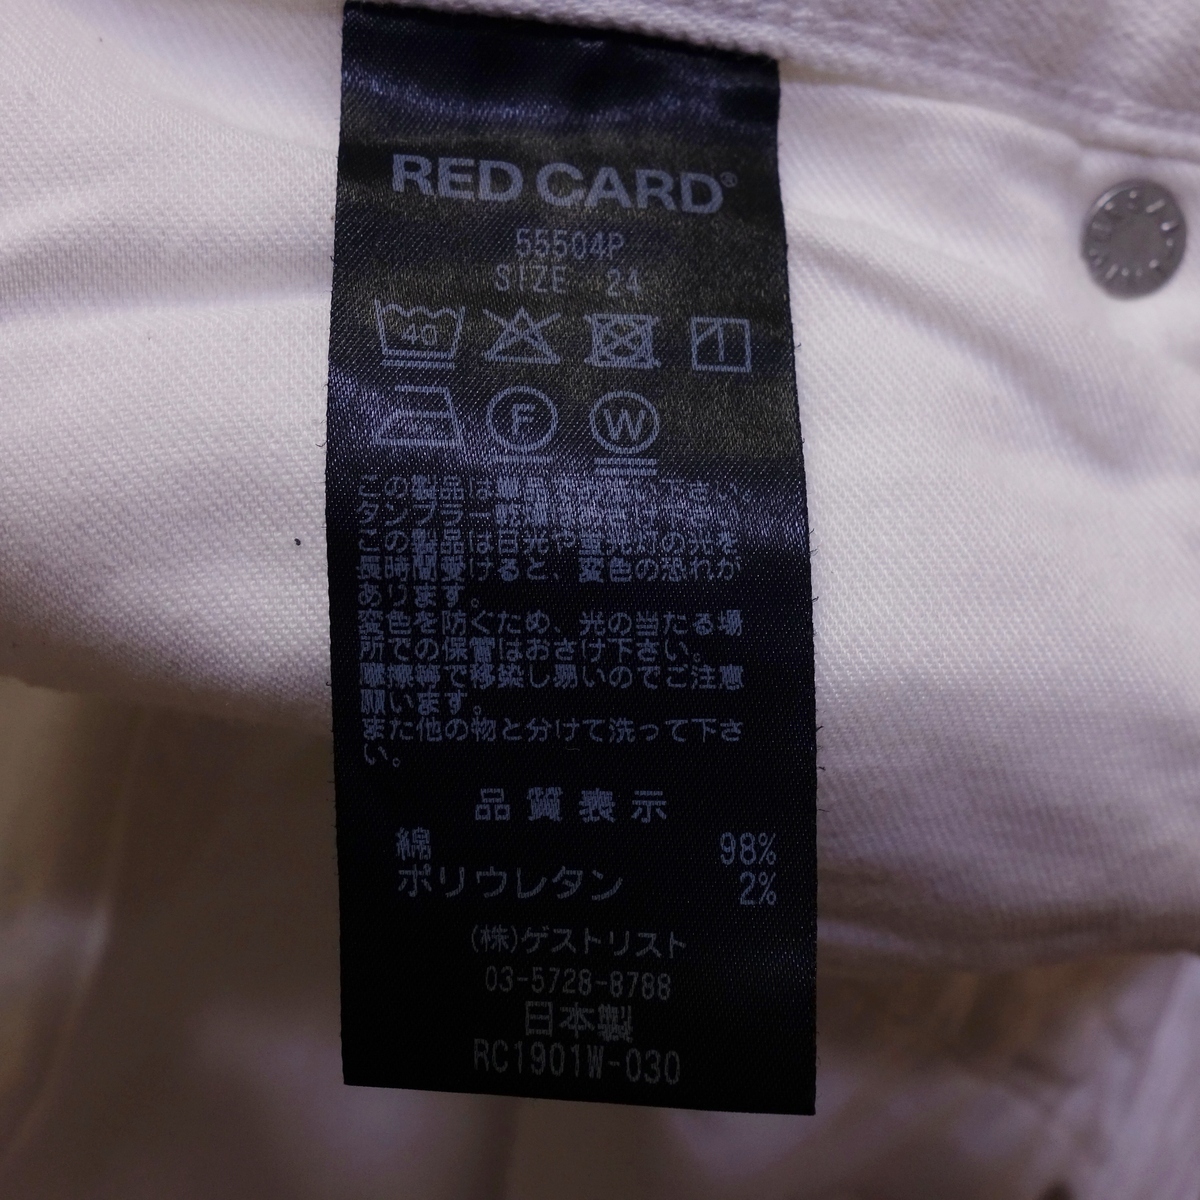 RED CARD®
55504P
SIZE 24
40
F
W
この製品は
タンブラー乾燥
この製品は日光や蛍光灯の光を
長時間受けると、変色の恐れが
あります。
変色を防ぐため、光の当たる場
所での保管はおさけ下さい。
摩擦等で移染し易いのでご注意
願います。
また他の物と分けて洗って下さ
い。
品質表示
綿 98%
ポリウレタン 2%
(株)ゲストリスト
03-5728-8788
日本製
RC1901W-030